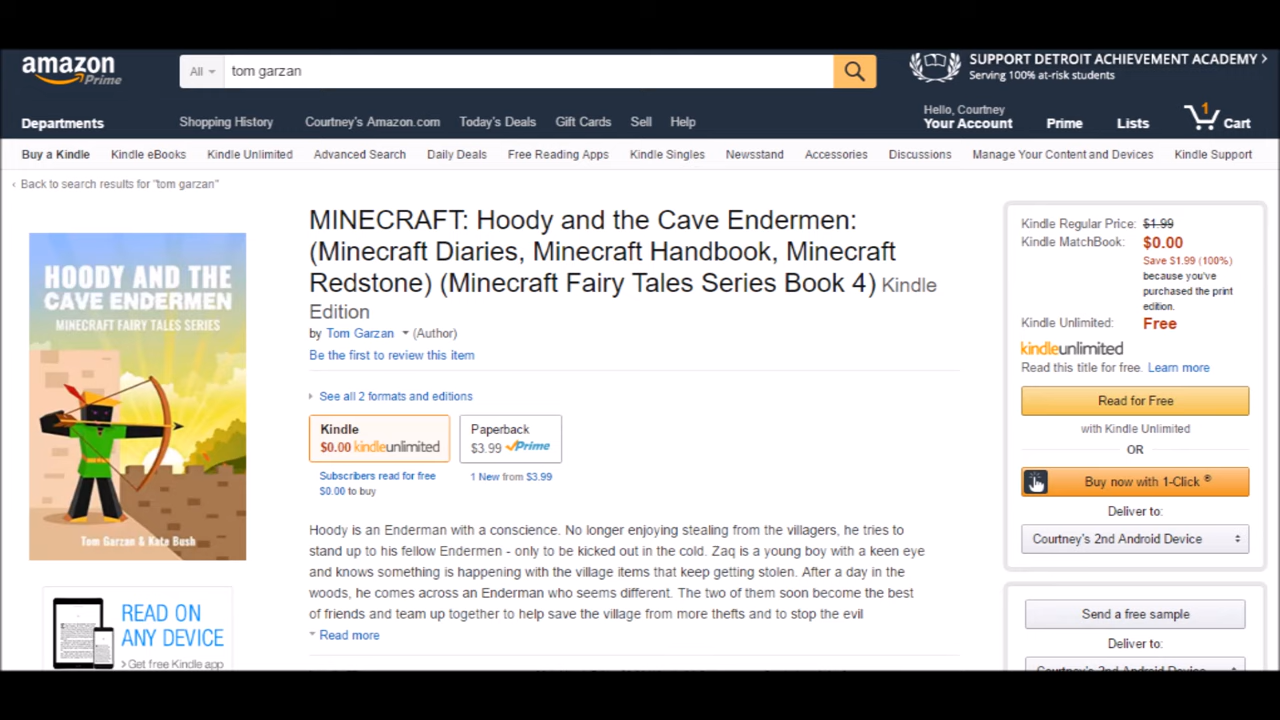 amazon
Prime
All
tom garzan
SUPPORT DETROIT ACHIEVEMENT ACADEMY
Serving 100% at-risk students
Departments
Shopping History
Courtney's Amazon.com
Today's Deals
Gift Cards
Sell
Help
Hello, Courtney
Your Account
Prime
Lists
1
Cart
Buy a Kindle
Kindle eBooks
Kindle Unlimited
Advanced Search
Daily Deals
Free Reading Apps
Kindle Singles
Newsstand
Accessories
Discussions
Manage Your Content and Devices
Kindle Support
‹ Back to search results for "tom garzan"
HOODY AND THE
CAVE ENDERMEN
MINECRAFT FAIRY TALES SERIES
Tom Garzan & Kate Bush
READ ON
ANY DEVICE
› Get free Kindle app
MINECRAFT: Hoody and the Cave Endermen:
(Minecraft Diaries, Minecraft Handbook, Minecraft
Redstone) (Minecraft Fairy Tales Series Book 4) Kindle
Edition
by Tom Garzan (Author)
Be the first to review this item
See all 2 formats and editions
Kindle
$0.00 kindleunlimited
Subscribers read for free
$0.00 to buy
Paperback
$3.99 Prime
1 New from $3.99
Hoody is an Enderman with a conscience. No longer enjoying stealing from the villagers, he tries to
stand up to his fellow Endermen - only to be kicked out in the cold. Zaq is a young boy with a keen eye
and knows something is happening with the village items that keep getting stolen. After a day in the
woods, he comes across an Enderman who seems different. The two of them soon become the best
of friends and team up together to help save the village from more thefts and to stop the evil
Read more
Kindle Regular Price: $1.99
Kindle MatchBook: $0.00
Save $1.99 (100%)
because you've
purchased the print
edition.
Kindle Unlimited: Free
kindleunlimited
Read this title for free. Learn more
Read for Free
with Kindle Unlimited
OR
Buy now with 1-Click ®
Deliver to:
Courtney's 2nd Android Device
Send a free sample
Deliver to:
Courtney's 2nd Android Device